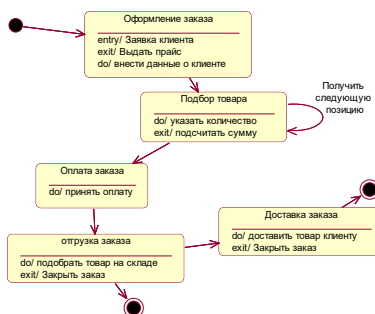 Оформление заказа
entry/ Заявка клиента
exit/ Выдать прайс
do/ внести данные о клиенте
Подбор товара
do/ указать количество
exit/ подсчитать сумму
Получить
следующую
позицию
Оплата заказа
do/ принять оплату
отгрузка заказа
do/ подобрать товар на складе
exit/ Закрыть заказ
Доставка заказа
do/ доставить товар клиенту
exit/ Закрыть заказ